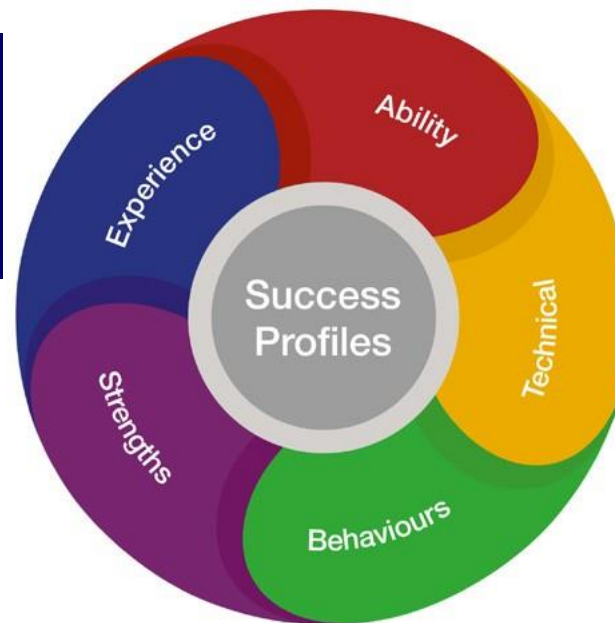 Ability
Experience
Success
Profiles
Technical
Strengths
Behaviours